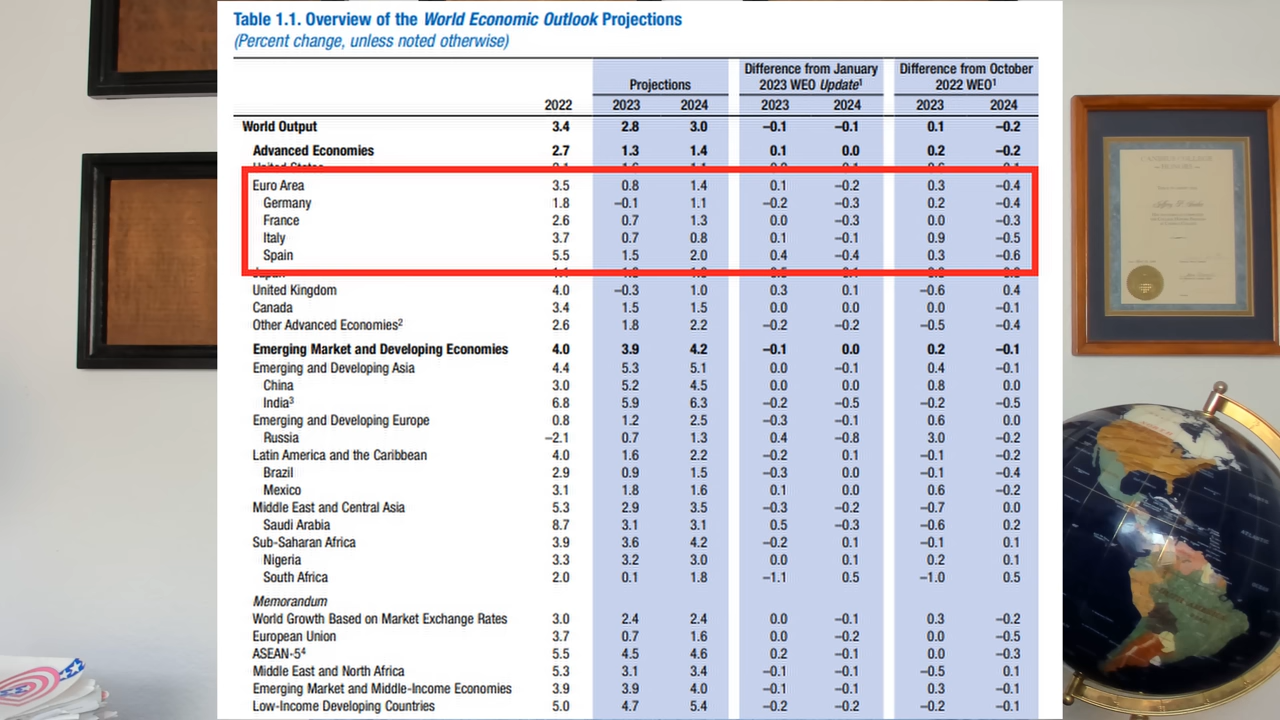 Table 1.1. Overview of the World Economic Outlook Projections
(Percent change, unless noted otherwise)
Projections Difference from January 2023 WEO Update¹ Difference from October 2022 WEO¹
2022 2023 2024 2023 2024 2023 2024
World Output 3.4 2.8 3.0 –0.1 –0.1 0.1 –0.2
Advanced Economies 2.7 1.3 1.4 0.1 0.0 0.2 –0.2
United States
Euro Area 3.5 0.8 1.4 0.1 –0.2 0.3 –0.4
Germany 1.8 –0.1 1.1 –0.2 –0.3 0.2 –0.4
France 2.6 0.7 1.3 0.0 –0.3 0.0 –0.3
Italy 3.7 0.7 0.8 0.1 –0.1 0.9 –0.5
Spain 5.5 1.5 2.0 0.4 –0.4 0.3 –0.6
Japan
United Kingdom 4.0 –0.3 1.0 0.3 0.1 –0.6 0.4
Canada 3.4 1.5 1.5 0.0 0.0 0.0 –0.1
Other Advanced Economies² 2.6 1.8 2.2 –0.2 –0.2 –0.5 –0.4
Emerging Market and Developing Economies 4.0 3.9 4.2 –0.1 0.0 0.2 –0.1
Emerging and Developing Asia 4.4 5.3 5.1 0.0 –0.1 0.4 –0.1
China 3.0 5.2 4.5 0.0 0.0 0.8 0.0
India³ 6.8 5.9 6.3 –0.2 –0.5 –0.2 –0.5
Emerging and Developing Europe 0.8 1.2 2.5 –0.3 –0.1 0.6 0.0
Russia –2.1 0.7 1.3 0.4 –0.8 3.0 –0.2
Latin America and the Caribbean 4.0 1.6 2.2 –0.2 0.1 –0.1 –0.2
Brazil 2.9 0.9 1.5 –0.3 0.0 –0.1 –0.4
Mexico 3.1 1.8 1.6 0.1 0.0 0.6 –0.2
Middle East and Central Asia 5.3 2.9 3.5 –0.3 –0.2 –0.7 0.0
Saudi Arabia 8.7 3.1 3.1 0.5 –0.3 –0.6 0.2
Sub-Saharan Africa 3.9 3.6 4.2 –0.2 0.1 –0.1 0.1
Nigeria 3.3 3.2 3.0 0.0 0.1 0.2 0.1
South Africa 2.0 0.1 1.8 –1.1 0.5 –1.0 0.5
Memorandum
World Growth Based on Market Exchange Rates 3.0 2.4 2.4 0.0 –0.1 0.3 –0.2
European Union 3.7 0.7 1.6 0.0 –0.2 0.0 –0.5
ASEAN-5⁴ 5.5 4.5 4.6 0.2 –0.1 0.0 –0.3
Middle East and North Africa 5.3 3.1 3.4 –0.1 –0.1 –0.5 0.1
Emerging Market and Middle-Income Economies 3.9 3.9 4.0 –0.1 –0.1 0.3 –0.1
Low-Income Developing Countries 5.0 4.7 5.4 –0.2 –0.2 –0.2 –0.1